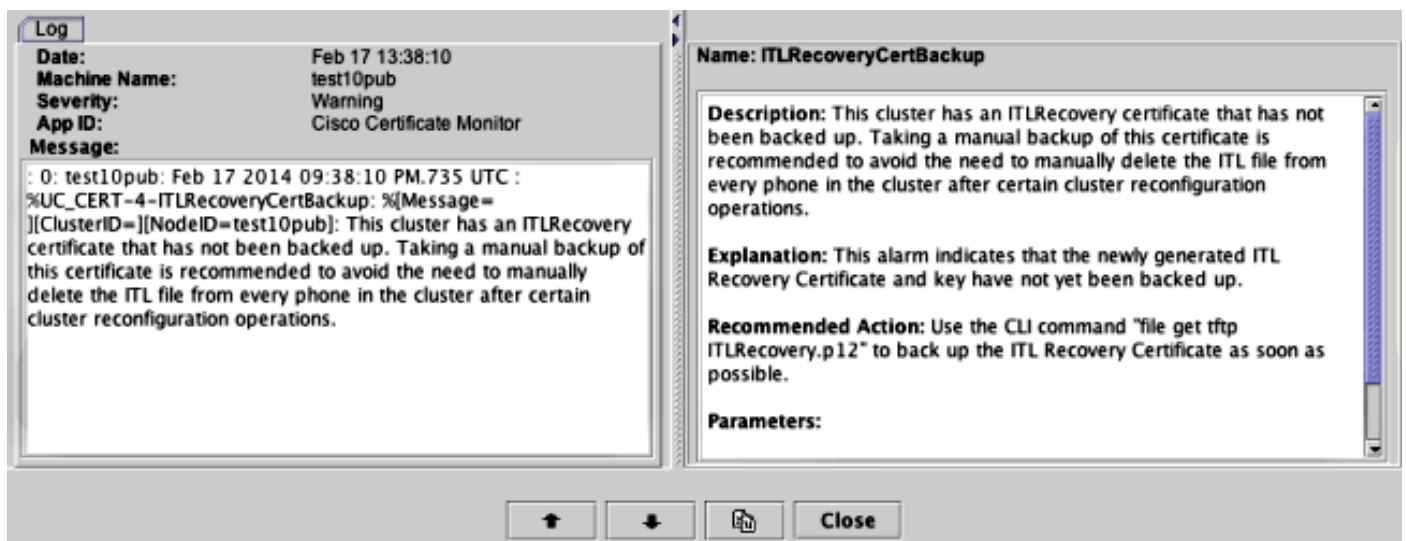 Log
Date: Feb 17 13:38:10
Machine Name: test10pub
Severity: Warning
App ID: Cisco Certificate Monitor
Message:
: 0: test10pub: Feb 17 2014 09:38:10 PM.735 UTC :
%UC_CERT-4-ITLRecoveryCertBackup: %[Message=
][ClusterID=][NodeID=test10pub]: This cluster has an ITLRecovery
certificate that has not been backed up. Taking a manual backup of
this certificate is recommended to avoid the need to manually
delete the ITL file from every phone in the cluster after certain
cluster reconfiguration operations.
Name: ITLRecoveryCertBackup
Description: This cluster has an ITLRecovery certificate that has not
been backed up. Taking a manual backup of this certificate is
recommended to avoid the need to manually delete the ITL file from
every phone in the cluster after certain cluster reconfiguration
operations.
Explanation: This alarm indicates that the newly generated ITL
Recovery Certificate and key have not yet been backed up.
Recommended Action: Use the CLI command "file get tftp
ITLRecovery.p12" to back up the ITL Recovery Certificate as soon as
possible.
Parameters:
Close